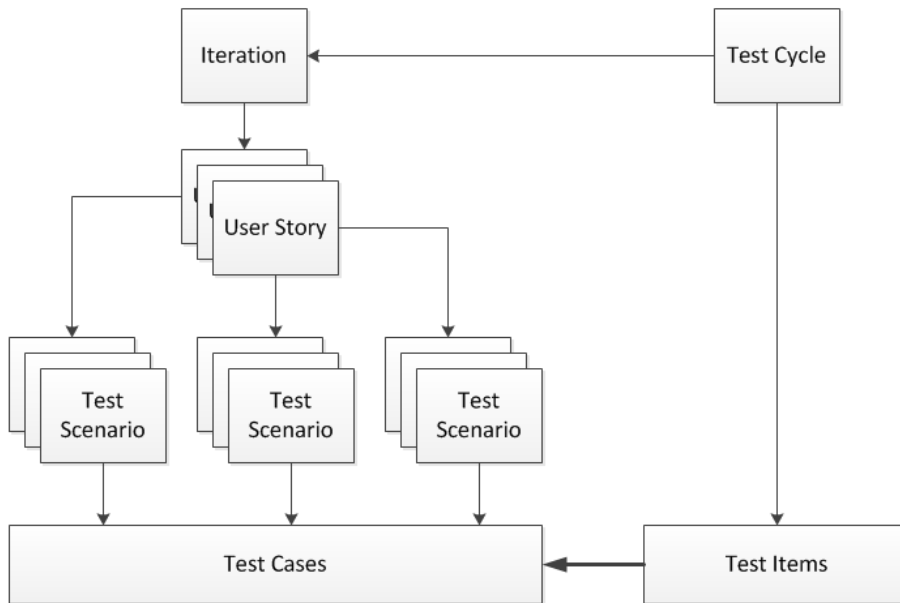 Iteration
Test Cycle
User Story
Test
Scenario
Test
Scenario
Test
Scenario
Test Cases
Test Items